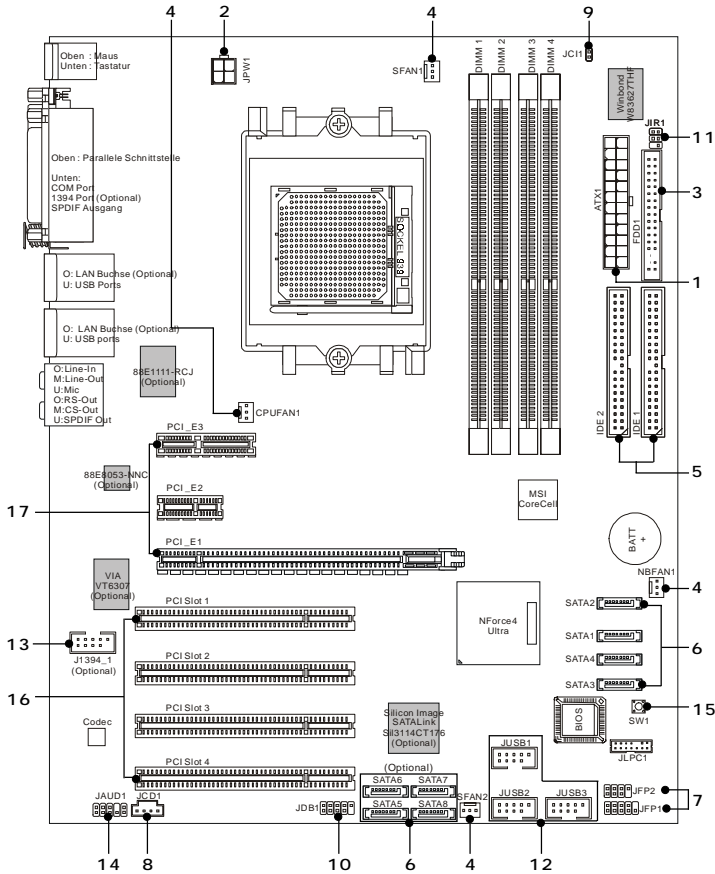 4
2
4
9
Oben : Maus
Unten : Tastatur
JPW1
SFAN1
DIMM 1
DIMM 2
DIMM 3
DIMM 4
JCI1
Winbond
W83627THF
JIR1
11
Oben : Parallele Schnittstelle
Unten:
COM Port
1394 Port (Optional)
SPDIF Ausgang
SOCKEL 939
ATX1
FDD1
3
O: LAN Buchse (Optional)
U: USB Ports
1
O: LAN Buchse (Optional)
U: USB ports
88E1111-RCJ
(Optional)
O:Line-In
M:Line-Out
U:Mic
O:RS-Out
M:CS-Out
U:SPDIF Out
CPUFAN1
IDE 2
IDE 1
5
PCI_E3
88E8053-NNC
(Optional)
17
PCI_E2
MSI
CoreCell
BATT
+
PCI_E1
VIA
VT6307
(Optional)
NBFAN1
4
PCI Slot 1
NForce4
Ultra
SATA2
SATA1
SATA4
SATA3
6
13
J1394_1
(Optional)
PCI Slot 2
16
Codec
PCI Slot 3
Silicon Image
SATALink
Sil3114CT176
(Optional)
BIOS
SW1
15
JUSB1
JLPC1
PCI Slot 4
(Optional)
SATA6
SATA7
SATA5
SATA8
JAUD1
JCD1
JDB1
SFAN2
JUSB2
JUSB3
JFP2
JFP1
7
14
8
10
6
4
12